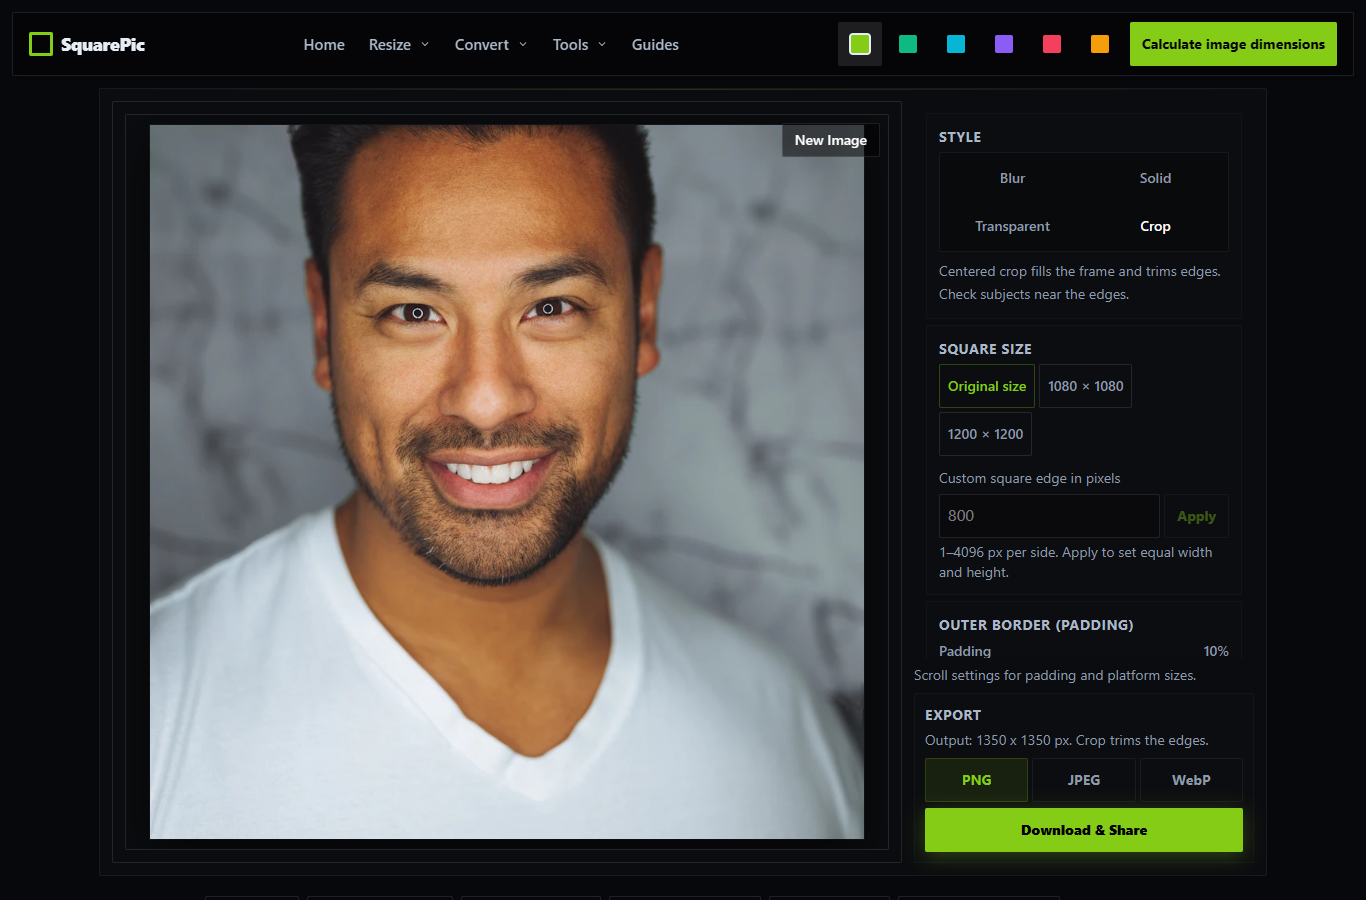 SquarePic
Home Resize Convert Tools Guides
Calculate image dimensions
New Image
STYLE
Blur Solid
Transparent Crop
Centered crop fills the frame and trims edges.
Check subjects near the edges.
SQUARE SIZE
Original size 1080 × 1080
1200 × 1200
Custom square edge in pixels
800 Apply
1–4096 px per side. Apply to set equal width
and height.
OUTER BORDER (PADDING)
Padding 10%
Scroll settings for padding and platform sizes.
EXPORT
Output: 1350 x 1350 px. Crop trims the edges.
PNG JPEG WebP
Download & Share